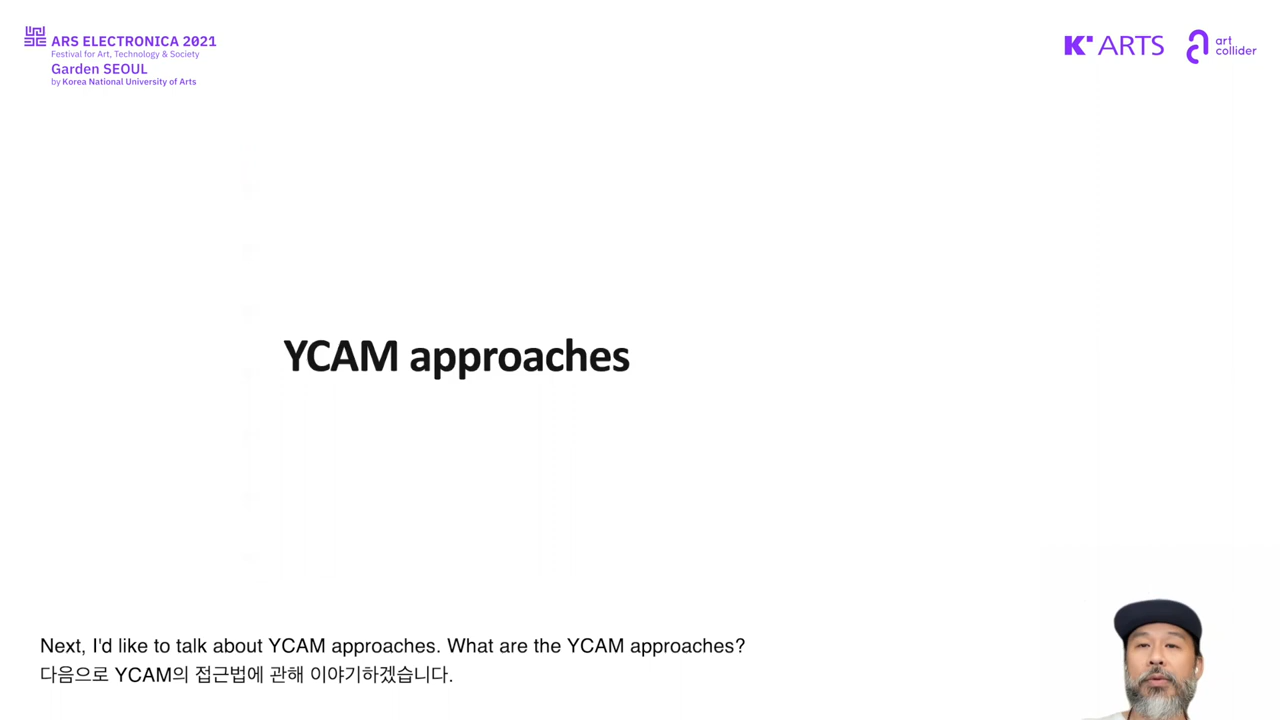 ARS ELECTRONICA 2021
Festival for Art, Technology & Society
Garden SEOUL
by Korea National University of Arts
K ARTS
art
collider
YCAM approaches
Next, I'd like to talk about YCAM approaches. What are the YCAM approaches?
다음으로 YCAM의 접근법에 관해 이야기하겠습니다.